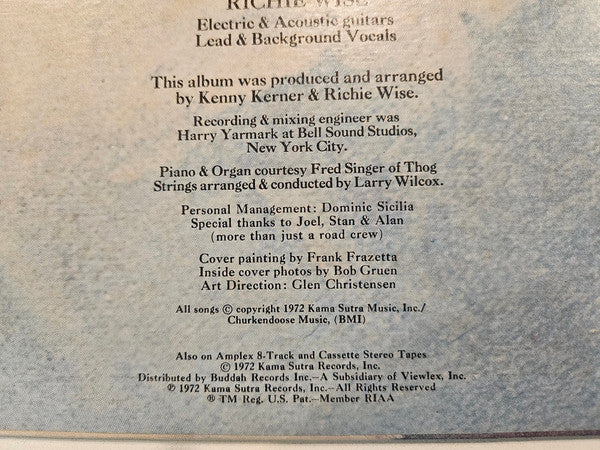 RICHIE WISE
Electric & Acoustic guitars
Lead & Background Vocals
This album was produced and arranged
by Kenny Kerner & Richie Wise.
Recording & mixing engineer was
Harry Yarmark at Bell Sound Studios,
New York City.
Piano & Organ courtesy Fred Singer of Thog
Strings arranged & conducted by Larry Wilcox.
Personal Management: Dominic Sicilia
Special thanks to Joel, Stan & Alan
(more than just a road crew)
Cover painting by Frank Frazetta
Inside cover photos by Bob Gruen
Art Direction: Glen Christensen
All songs © copyright 1972 Kama Sutra Music, Inc./
Churkendoose Music, (BMI)
Also on Amplex 8-Track and Cassette Stereo Tapes
© 1972 Kama Sutra Records, Inc.
Distributed by Buddah Records Inc.—A Subsidiary of Viewlex, Inc.
℗ 1972 Kama Sutra Records, Inc.—All Rights Reserved
® TM Reg. U.S. Pat.—Member RIAA